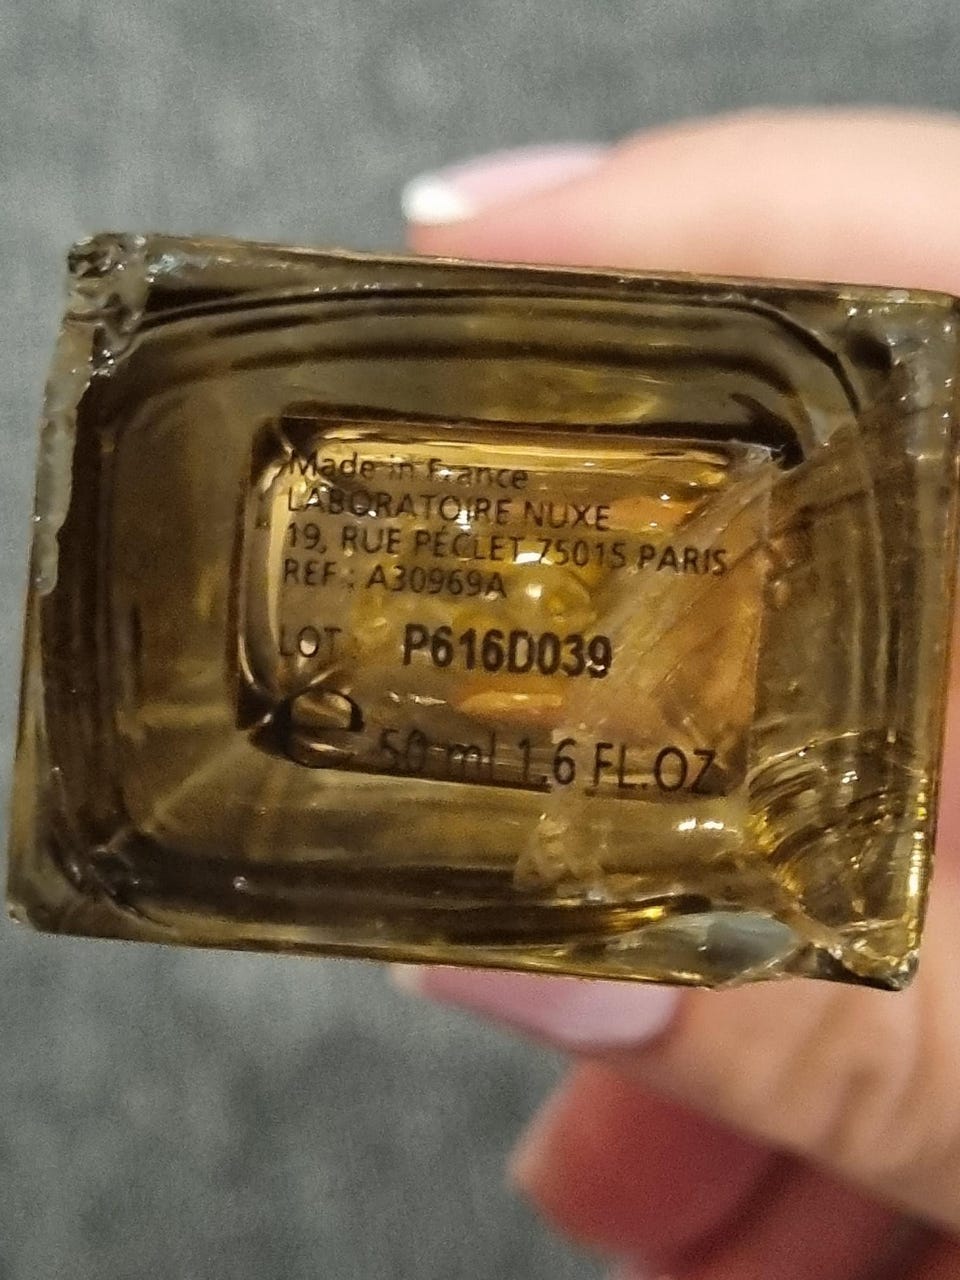 Made in France
LABORATOIRE NUXE
19, RUE PÉCLET 75015 PARIS
REF : A30969A
LOT : P616D039
e 50 ml 1.6 FL.OZ.